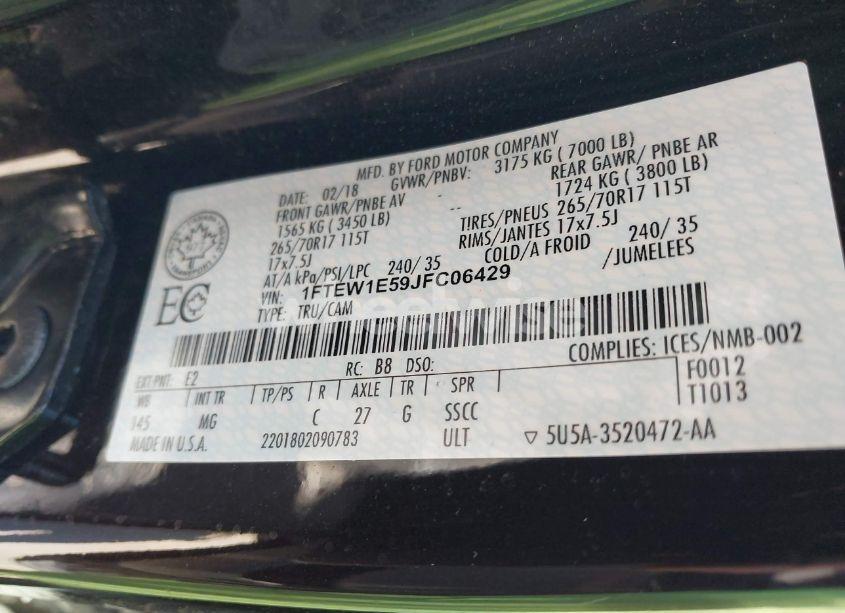 MFD. BY FORD MOTOR COMPANY
DATE: 02/18 GVWR/PNBV: 3175 KG ( 7000 LB)
FRONT GAWR/PNBE AV -- REAR GAWR/ PNBE AR
1565 KG ( 3450 LB) -- 1724 KG ( 3800 LB)
265/70R17 115T TIRES/PNEUS 265/70R17 115T
17x7.5J RIMS/JANTES 17x7.5J
AT/A kPa/PSI/LPC 240/ 35 COLD/A FROID 240/ 35
VIN: 1FTEW1E59JFC06429 /JUMELEES
TYPE: TRU/CAM
TRANSPORT
EC
COMPLIES: ICES/NMB-002
EXT PNT: E2 RC: B8 DSO: F0012
WB INT TR TP/PS R AXLE TR SPR T1013
145 MG C 27 G SSCC
MADE IN U.S.A. 2201802090783 ULT ▽ 5U5A-3520472-AA